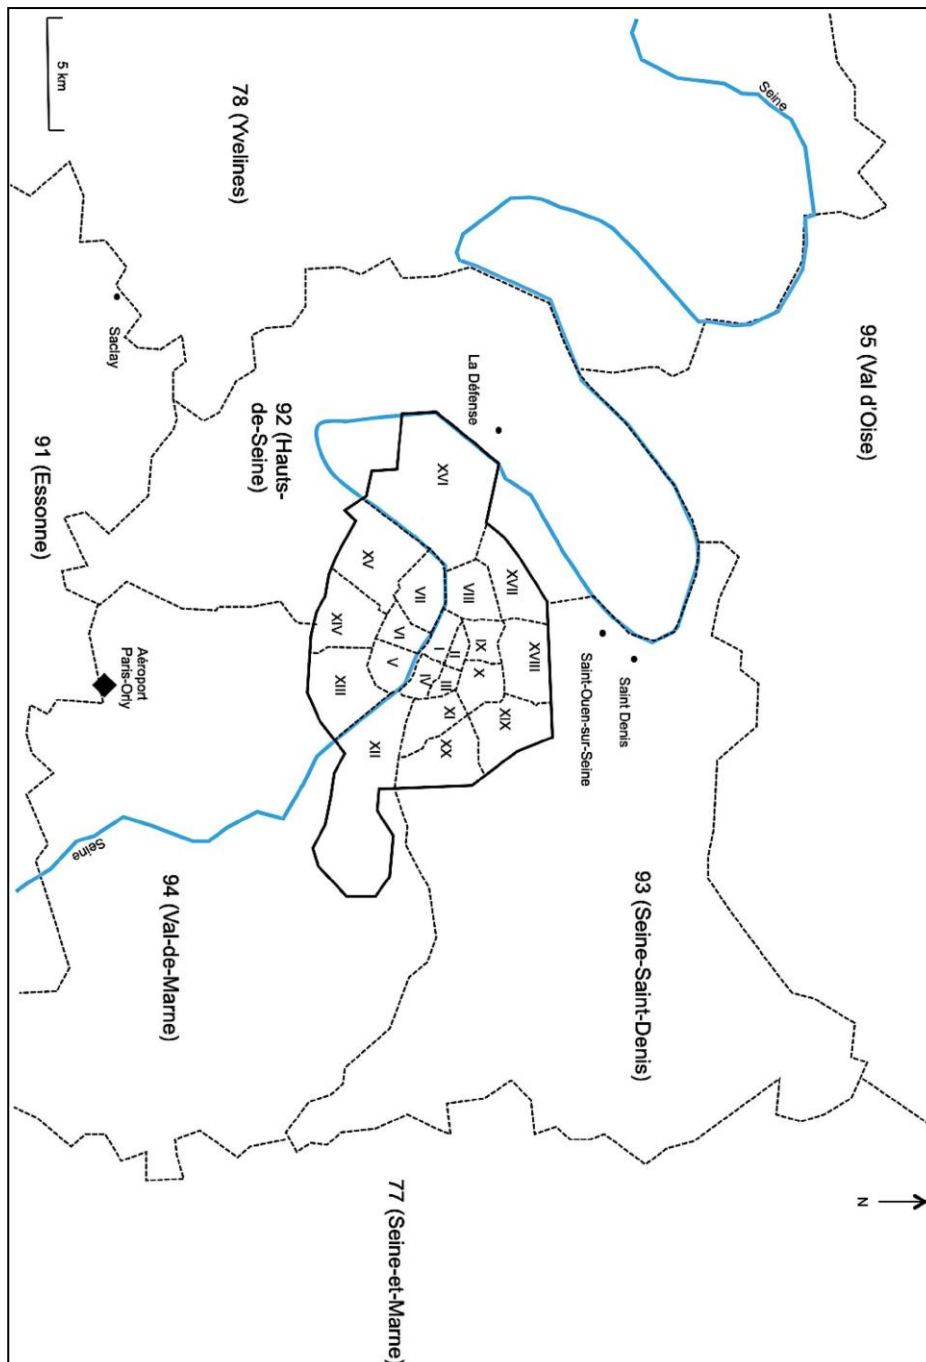 N
95 (Val d'Oise)
Seine
93 (Seine-Saint-Denis)
Saint Denis
Saint-Ouen-sur-Seine
XVIII
XVII
XIX
La Défense
IX
X
VIII
II
III
XVI
XI
XX
I
IV
VII
VI
V
77 (Seine-et-Marne)
XII
XV
XIV
XIII
92 (Hauts-
de-Seine)
78 (Yvelines)
94 (Val-de-Marne)
Saclay
Aéroport
Paris-Orly
Seine
5 km
91 (Essonne)